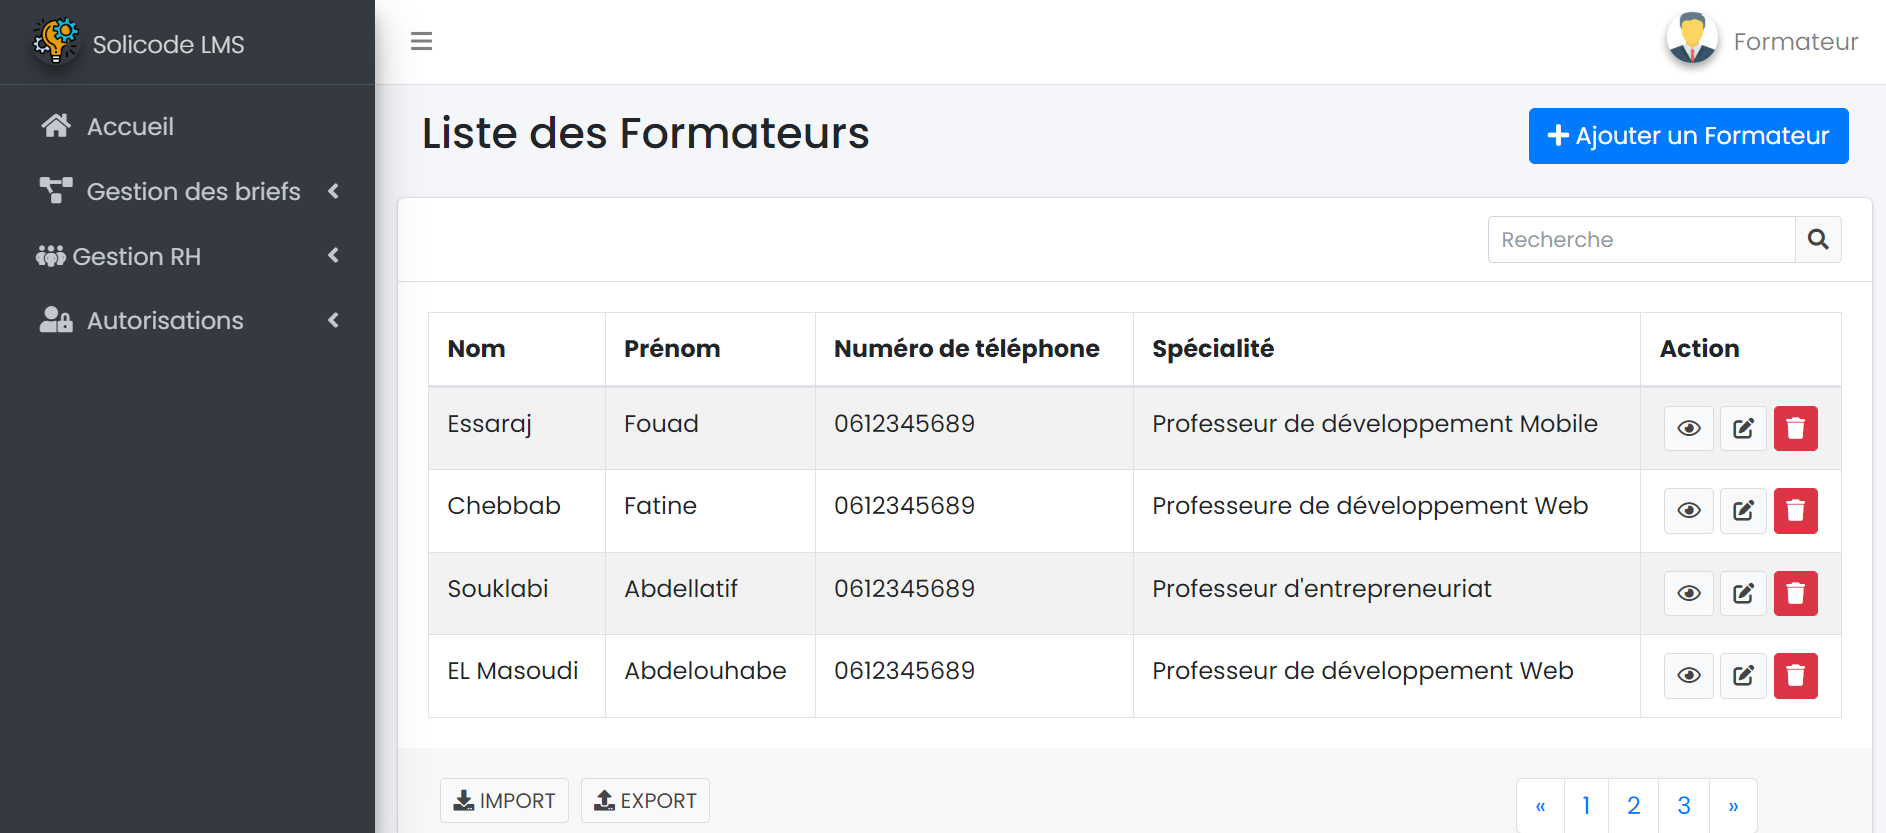 Solicode LMS
Formateur
Accueil
Gestion des briefs
Gestion RH
Autorisations
Liste des Formateurs
Ajouter un Formateur
Recherche
Nom Prénom Numéro de téléphone Spécialité Action
Essaraj Fouad 0612345689 Professeur de développement Mobile
Chebbab Fatine 0612345689 Professeure de développement Web
Souklabi Abdellatif 0612345689 Professeur d'entrepreneuriat
EL Masoudi Abdelouhabe 0612345689 Professeur de développement Web
IMPORT EXPORT
« 1 2 3 »